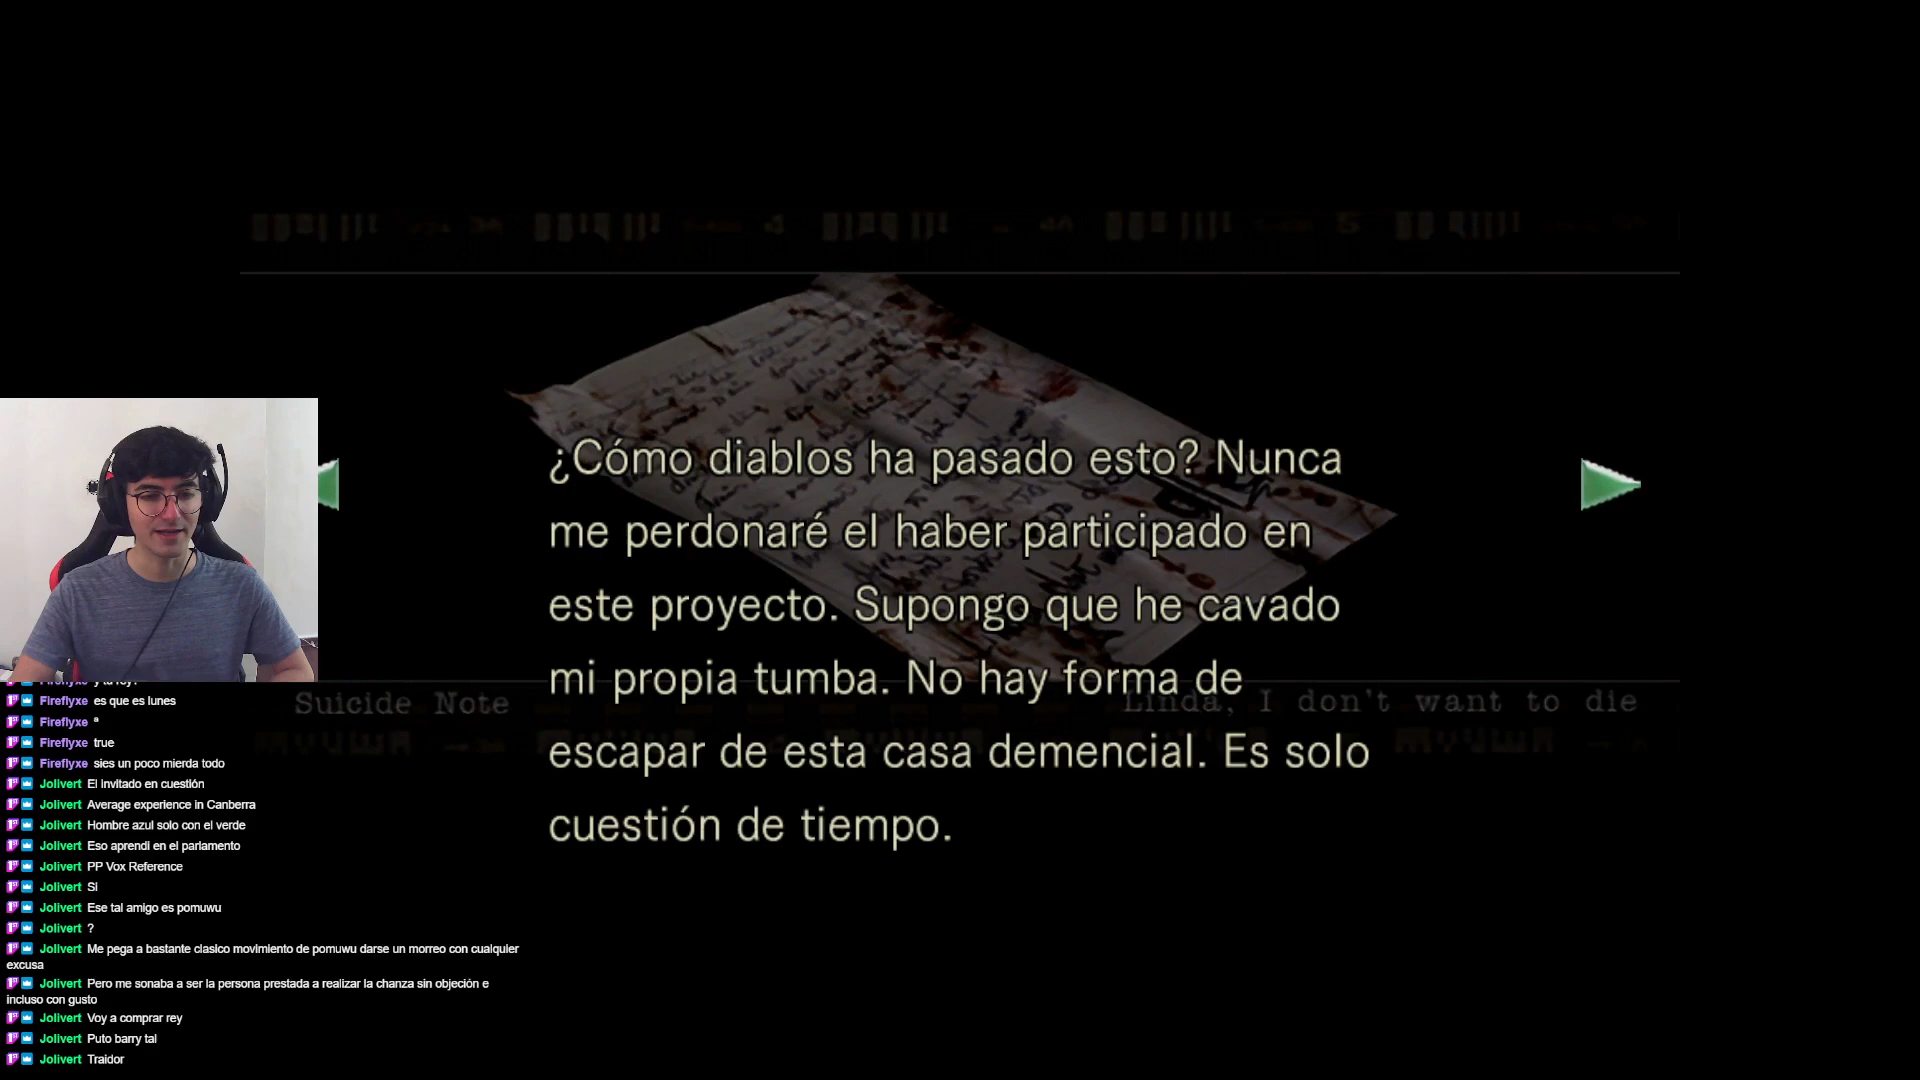 ¿Cómo diablos ha pasado esto? Nunca
me perdonaré el haber participado en
este proyecto. Supongo que he cavado
mi propia tumba. No hay forma de
escapar de esta casa demencial. Es solo
cuestión de tiempo.
Suicide Note
Linda, I don't want to die
Fireflyxe es que es lunes
Fireflyxe ª
Fireflyxe true
Fireflyxe sies un poco mierda todo
Jolivert El invitado en cuestión
Jolivert Average experience in Canberra
Jolivert Hombre azul solo con el verde
Jolivert Eso aprendi en el parlamento
Jolivert PP Vox Reference
Jolivert SI
Jolivert Ese tal amigo es pomuwu
Jolivert ?
Jolivert Me pega a bastante clasico movimiento de pomuwu darse un morreo con cualquier
excusa
Jolivert Pero me sonaba a ser la persona prestada a realizar la chanza sin objeción e
incluso con gusto
Jolivert Voy a comprar rey
Jolivert Puto barry tal
Jolivert Traidor